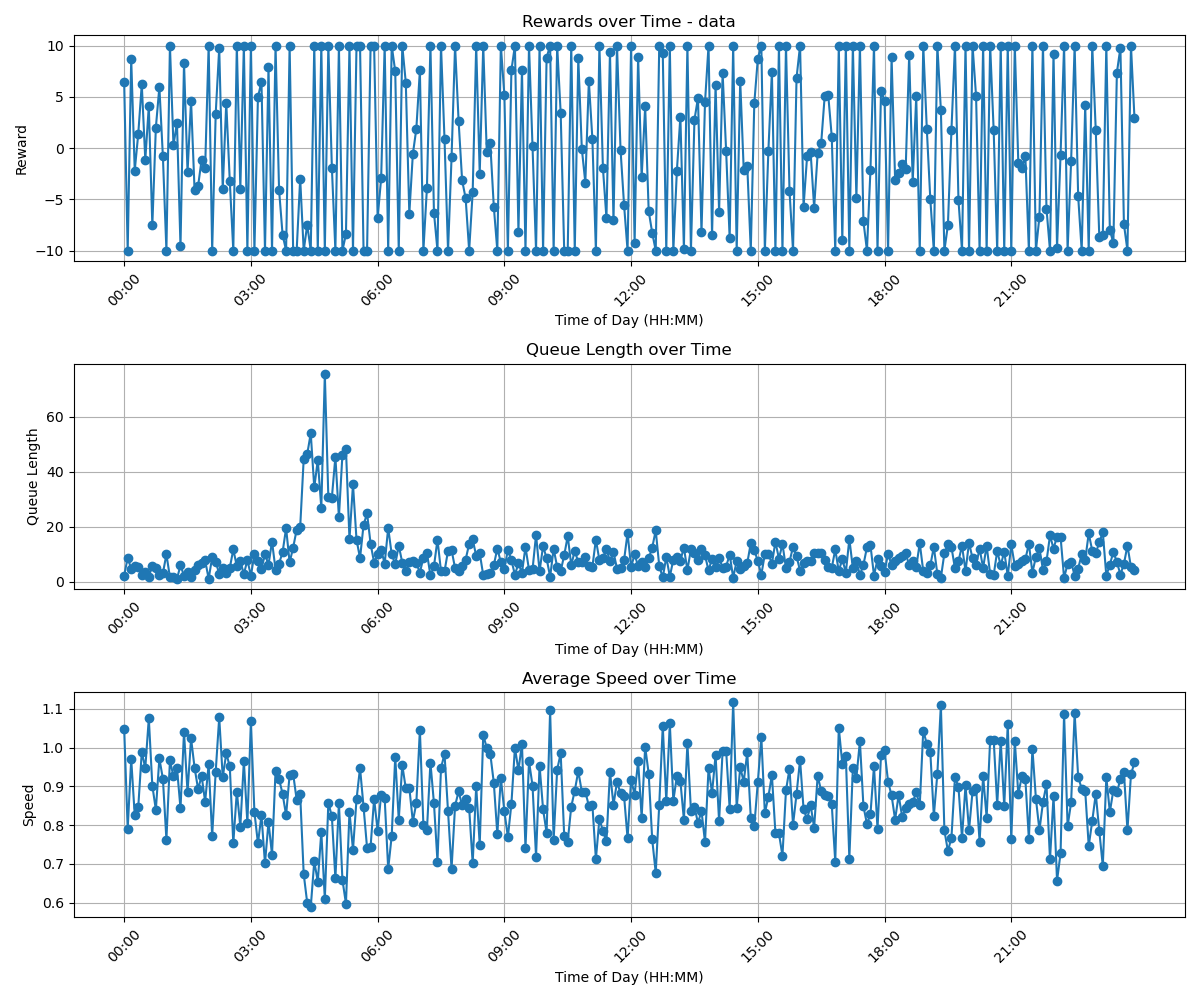 Rewards over Time - data
10
5
0
−5
−10
Reward
00:00 03:00 06:00 09:00 12:00 15:00 18:00 21:00
Time of Day (HH:MM)
Queue Length over Time
60
40
20
0
Queue Length
00:00 03:00 06:00 09:00 12:00 15:00 18:00 21:00
Time of Day (HH:MM)
Average Speed over Time
1.1
1.0
0.9
0.8
0.7
0.6
Speed
00:00 03:00 06:00 09:00 12:00 15:00 18:00 21:00
Time of Day (HH:MM)